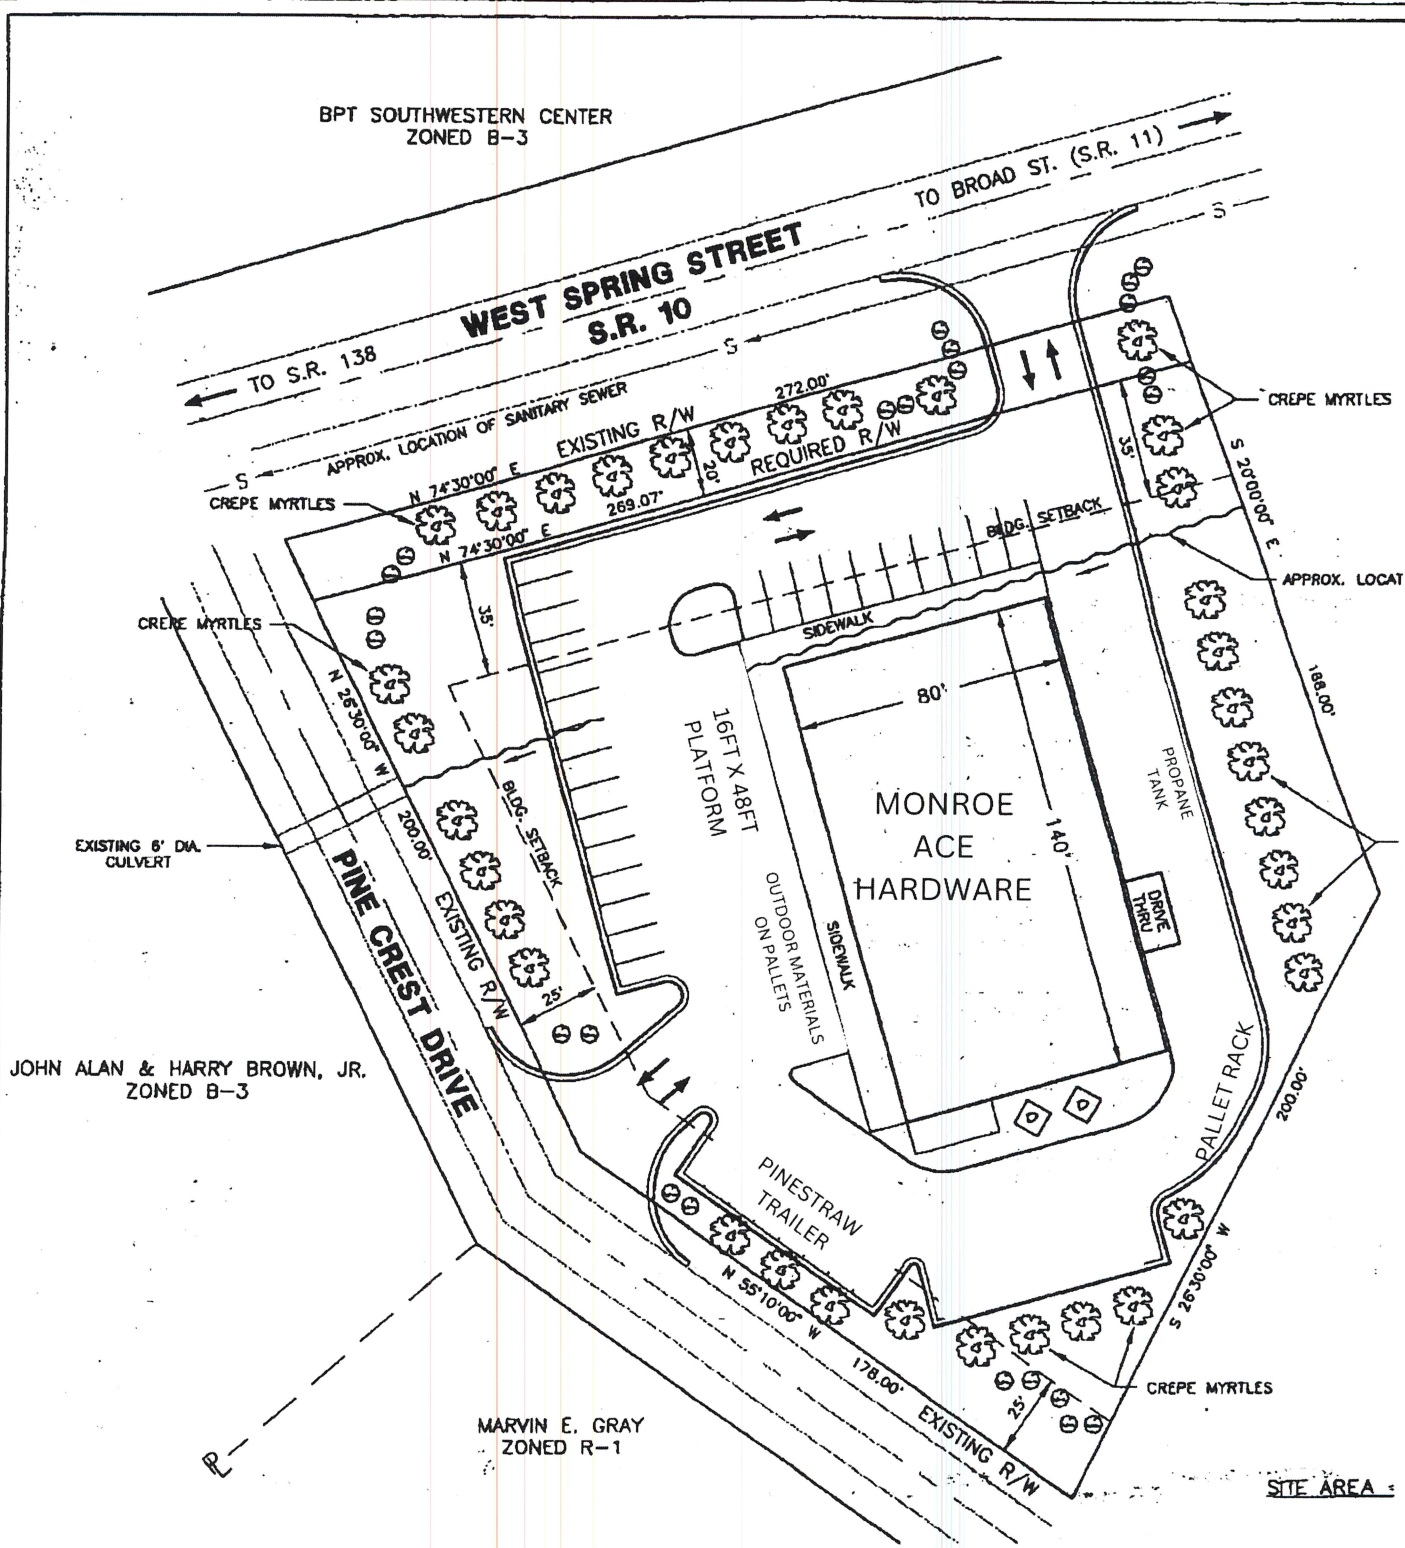 BPT SOUTHWESTERN CENTER
ZONED B-3
TO BROAD ST. (S.R. 11)
WEST SPRING STREET
S.R. 10
TO S.R. 138
S
S
S
APPROX. LOCATION OF SANITARY SEWER
EXISTING R/W
272.00'
N 74°30'00" E
REQUIRED R/W
20'
269.07'
N 74°30'00" E
CREPE MYRTLES
CREPE MYRTLES
CREPE MYRTLES
35'
35'
S 20°00'00" E
188.00'
BLDG. SETBACK
APPROX. LOCAT
SIDEWALK
N 26°30'00" W
200.00'
EXISTING R/W
BLDG. SETBACK
EXISTING 6' DIA.
CULVERT
PINE CREST DRIVE
16FT X 48FT
PLATFORM
80'
140'
MONROE
ACE
HARDWARE
PROPANE
TANK
DRIVE
THRU
OUTDOOR MATERIALS
ON PALLETS
SIDEWALK
25'
JOHN ALAN & HARRY BROWN, JR.
ZONED B-3
PALLET RACK
200.00'
S 26°30'00" W
PINESTRAW
TRAILER
N 55°10'00" W
178.00'
EXISTING R/W
25'
CREPE MYRTLES
MARVIN E. GRAY
ZONED R-1
PL
SITE AREA =